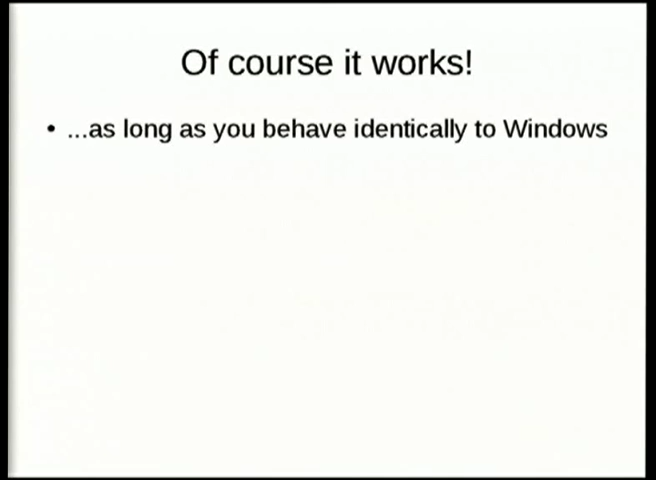 Of course it works!
• ...as long as you behave identically to Windows